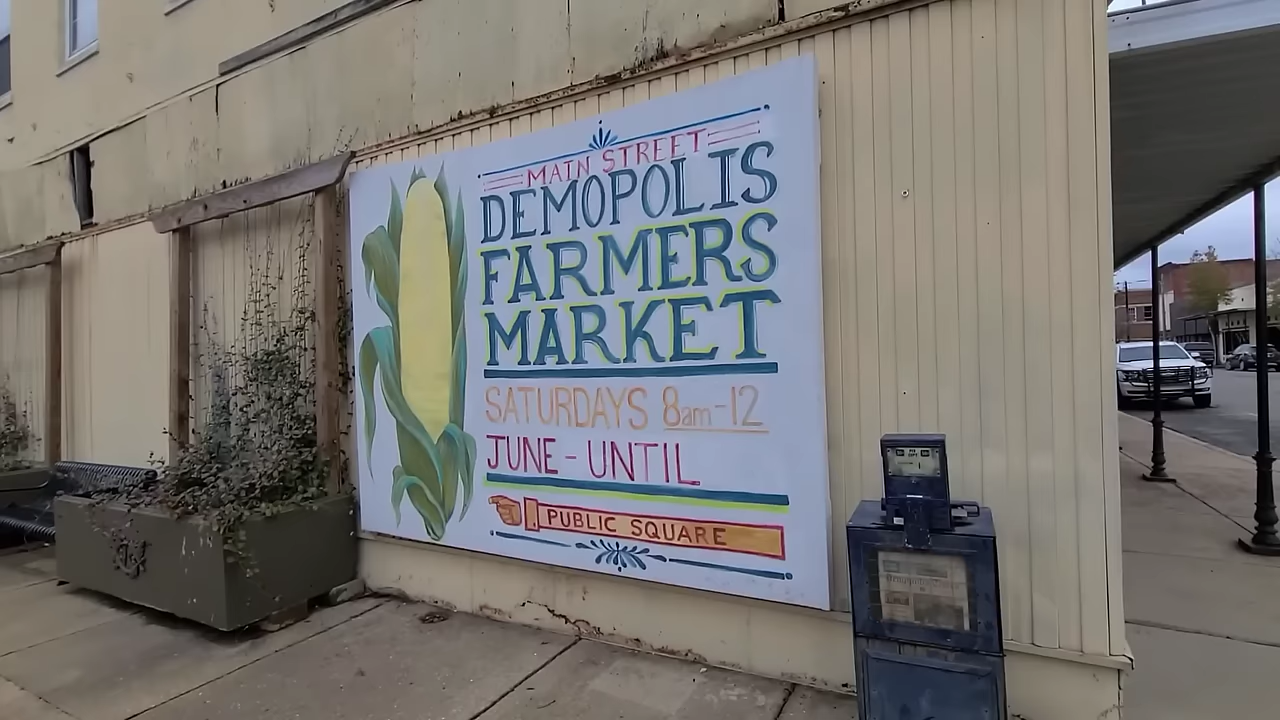 MAIN STREET
DEMOPOLIS
FARMERS
MARKET
SATURDAYS 8am-12
JUNE - UNTIL
PUBLIC SQUARE